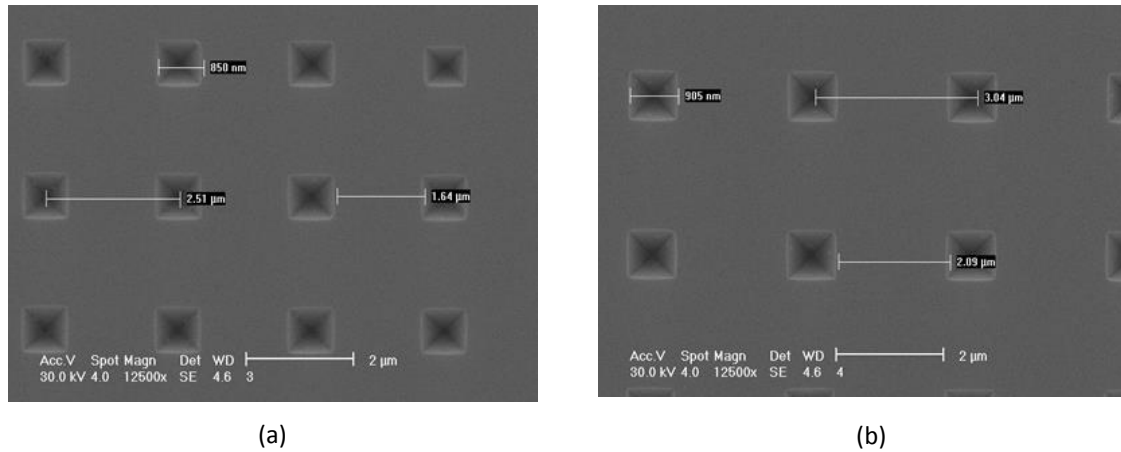 850 nm
2.51 µm
1.64 µm
Acc.V Spot Magn Det WD
2 µm
30.0 kV 4.0 12500x SE 4.6 3
(a)
905 nm
3.04 µm
2.09 µm
Acc.V Spot Magn Det WD
2 µm
30.0 kV 4.0 12500x SE 4.6 4
(b)